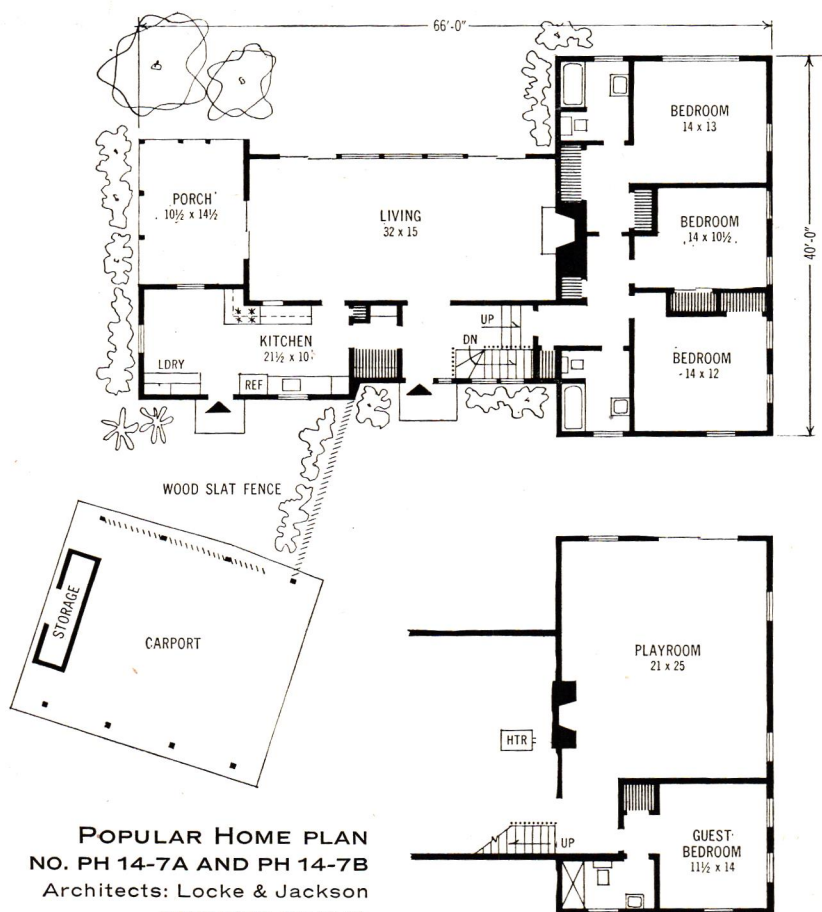 66'-0"
BEDROOM
14 x 13
PORCH
10½ x 14½
LIVING
32 x 15
BEDROOM
14 x 10½
40'-0"
UP
DN
KITCHEN
21½ x 10
LDRY
REF
BEDROOM
14 x 12
WOOD SLAT FENCE
STORAGE
CARPORT
PLAYROOM
21 x 25
HTR
UP
GUEST
BEDROOM
11½ x 14
POPULAR HOME PLAN
NO. PH 14-7A AND PH 14-7B
Architects: Locke & Jackson